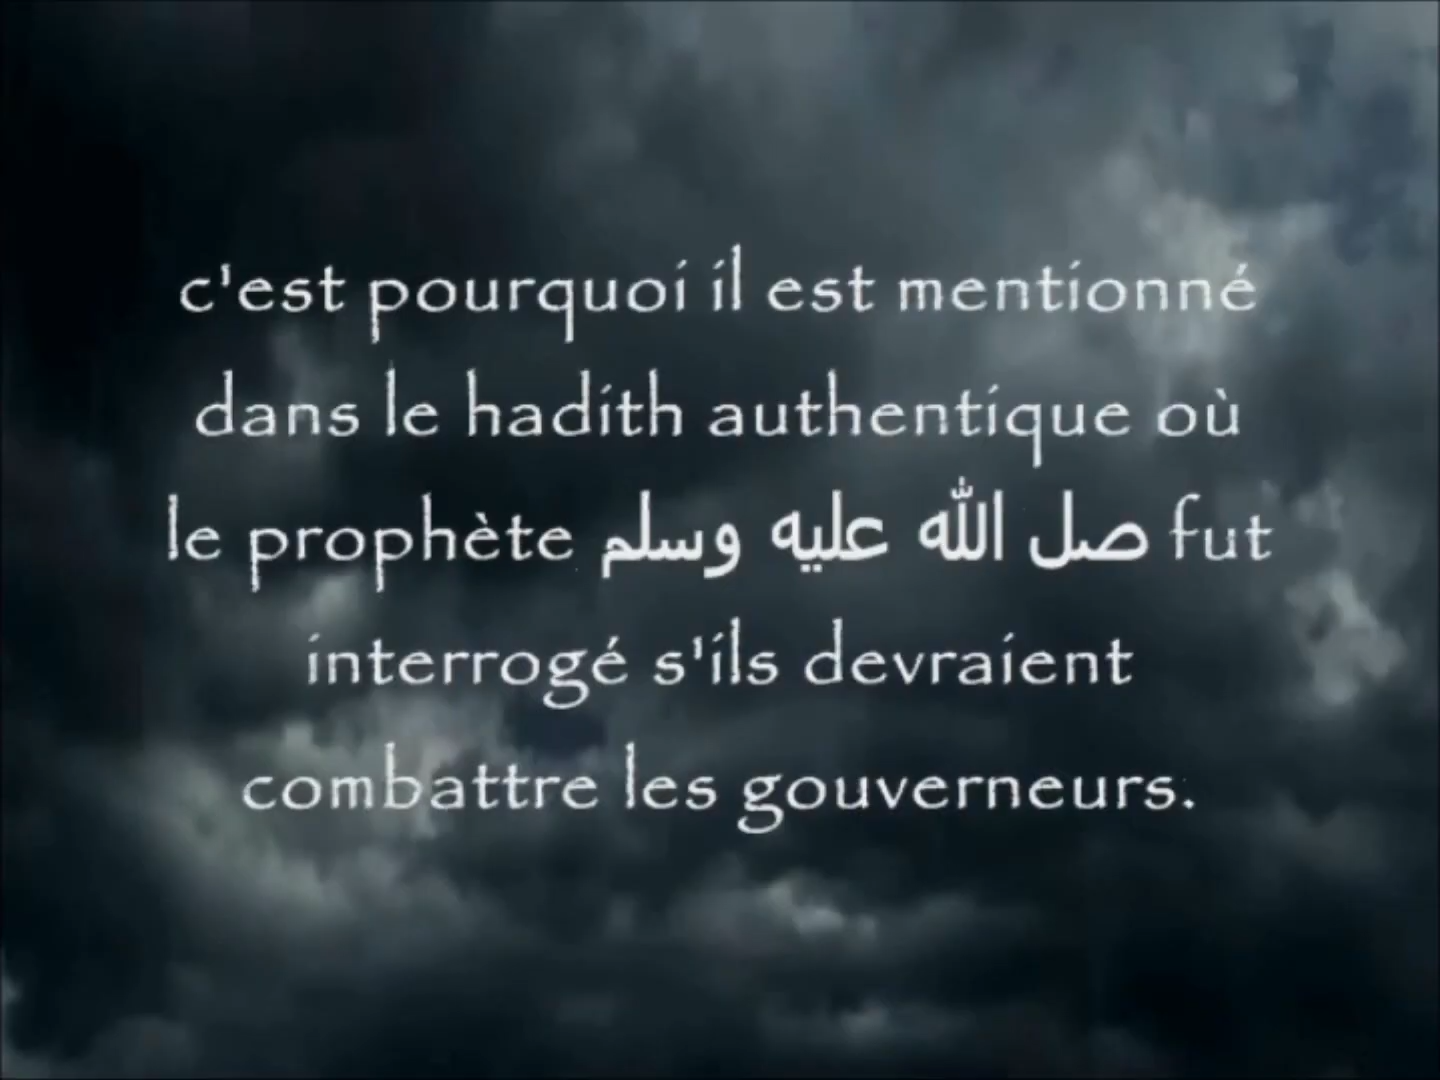 c'est pourquoi il est mentionné
dans le hadith authentique où
le prophète صل الله عليه وسلم fut
interrogé s'ils devraient
combattre les gouverneurs.